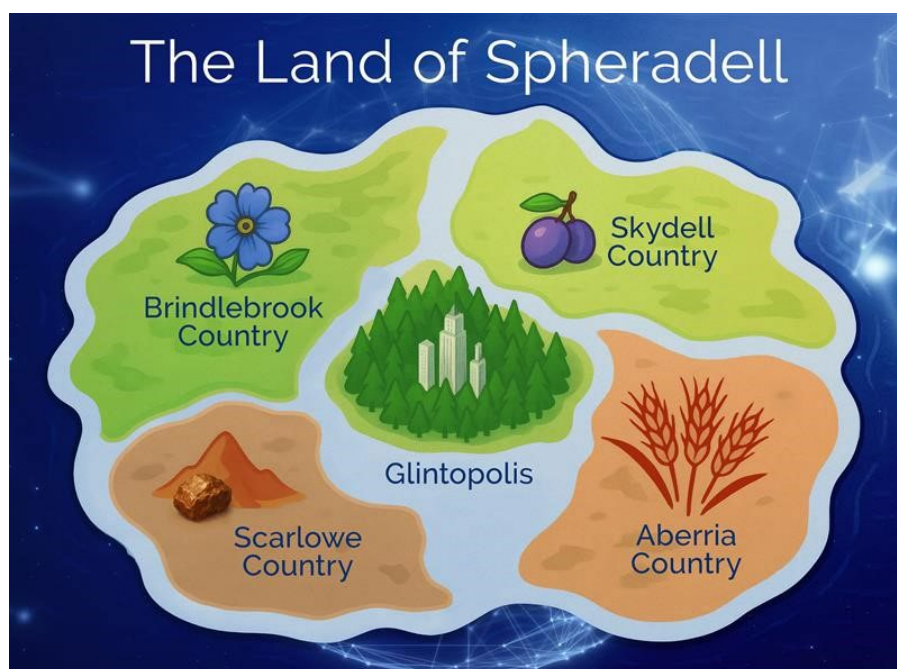 The Land of Spheradell
Skydell
Country
Brindlebrook
Country
Glintopolis
Scarlowe
Country
Aberria
Country